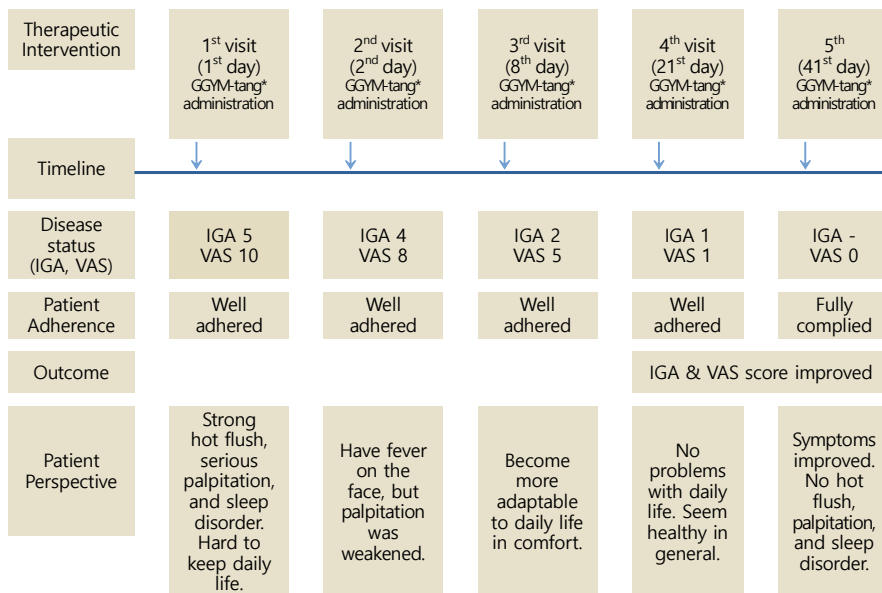 Therapeutic
Intervention
1st visit
(1st day)
GGYM-tang*
administration
2nd visit
(2nd day)
GGYM-tang*
administration
3rd visit
(8th day)
GGYM-tang*
administration
4th visit
(21st day)
GGYM-tang*
administration
5th
(41st day)
GGYM-tang*
administration
Timeline
Disease
status
(IGA, VAS)
IGA 5
VAS 10
IGA 4
VAS 8
IGA 2
VAS 5
IGA 1
VAS 1
IGA -
VAS 0
Patient
Adherence
Well
adhered
Well
adhered
Well
adhered
Well
adhered
Fully
complied
Outcome
IGA & VAS score improved
Patient
Perspective
Strong
hot flush,
serious
palpitation,
and sleep
disorder.
Hard to
keep daily
life.
Have fever
on the
face, but
palpitation
was
weakened.
Become
more
adaptable
to daily life
in comfort.
No
problems
with daily
life. Seem
healthy in
general.
Symptoms
improved.
No hot
flush,
palpitation,
and sleep
disorder.